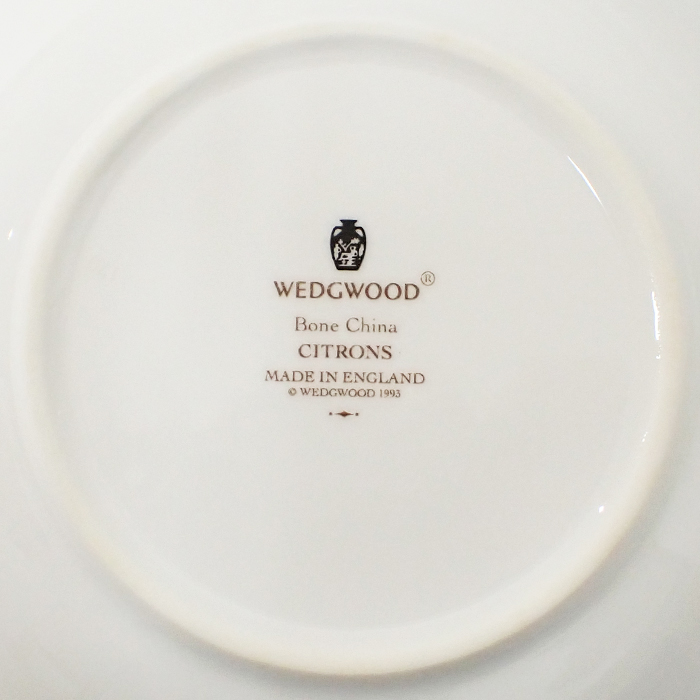 WEDGWOOD®
Bone China
CITRONS
MADE IN ENGLAND
© WEDGWOOD 1993